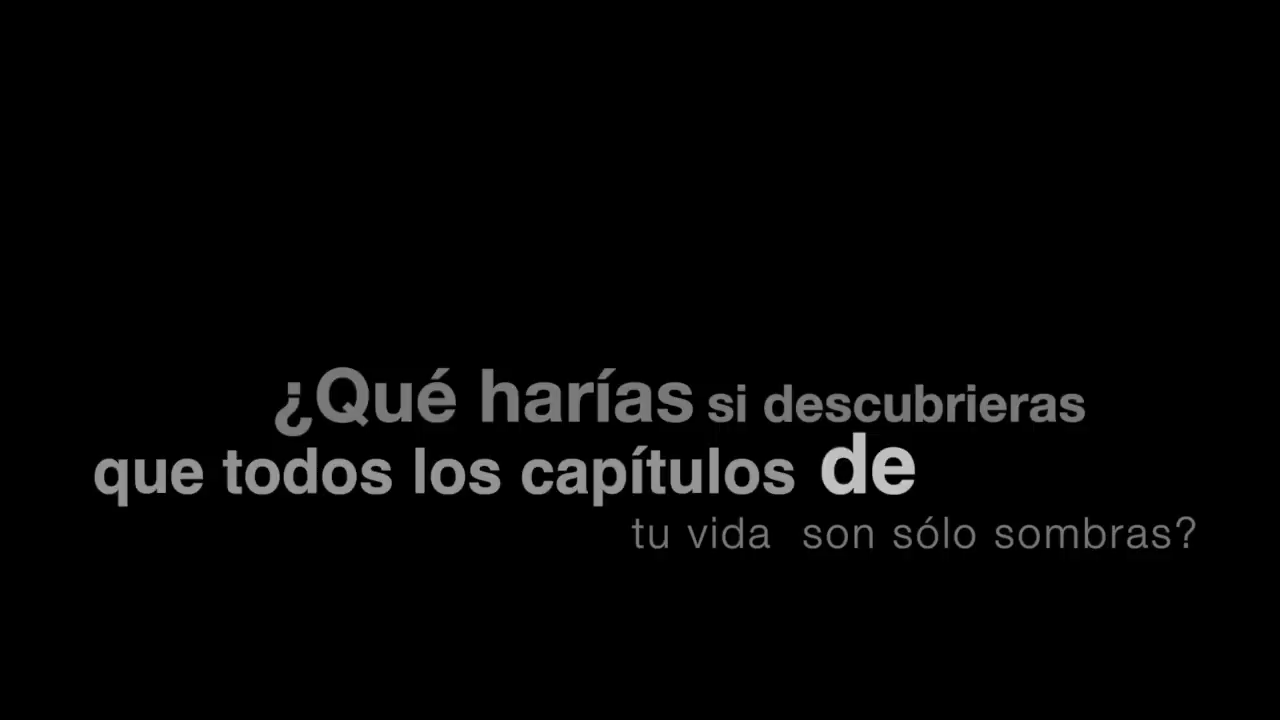 ¿Qué harías si descubrieras
que todos los capítulos de
tu vida son sólo sombras?